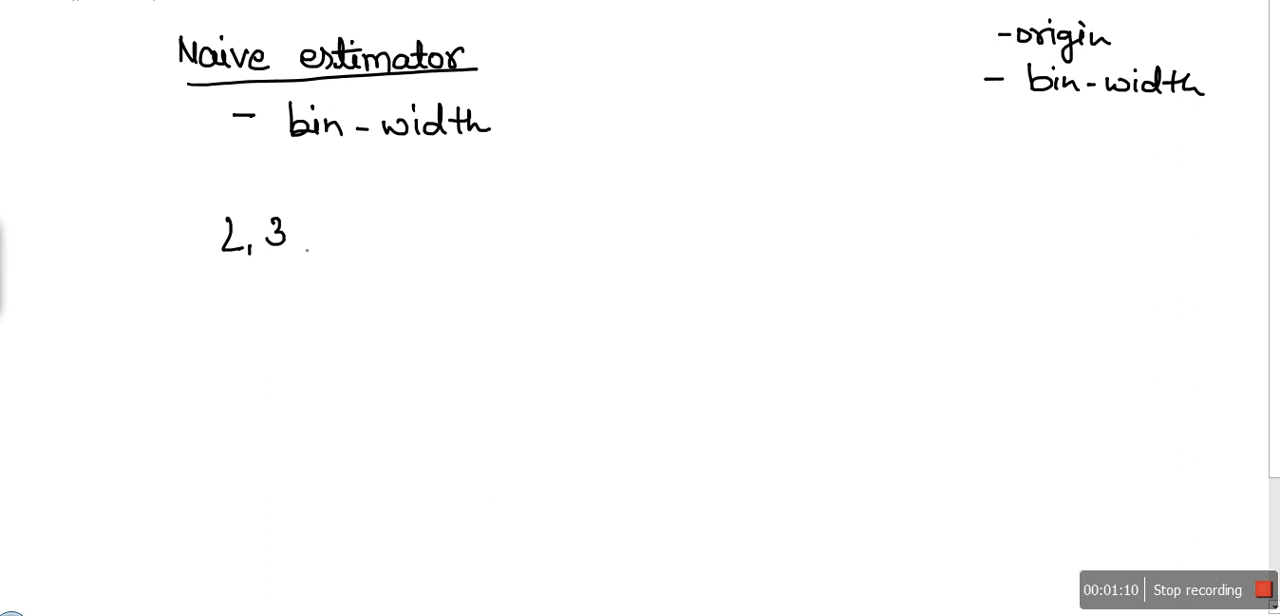 Naive estimator
- bin-width
2, 3
-origin
- bin-width
00:01:10 Stop recording